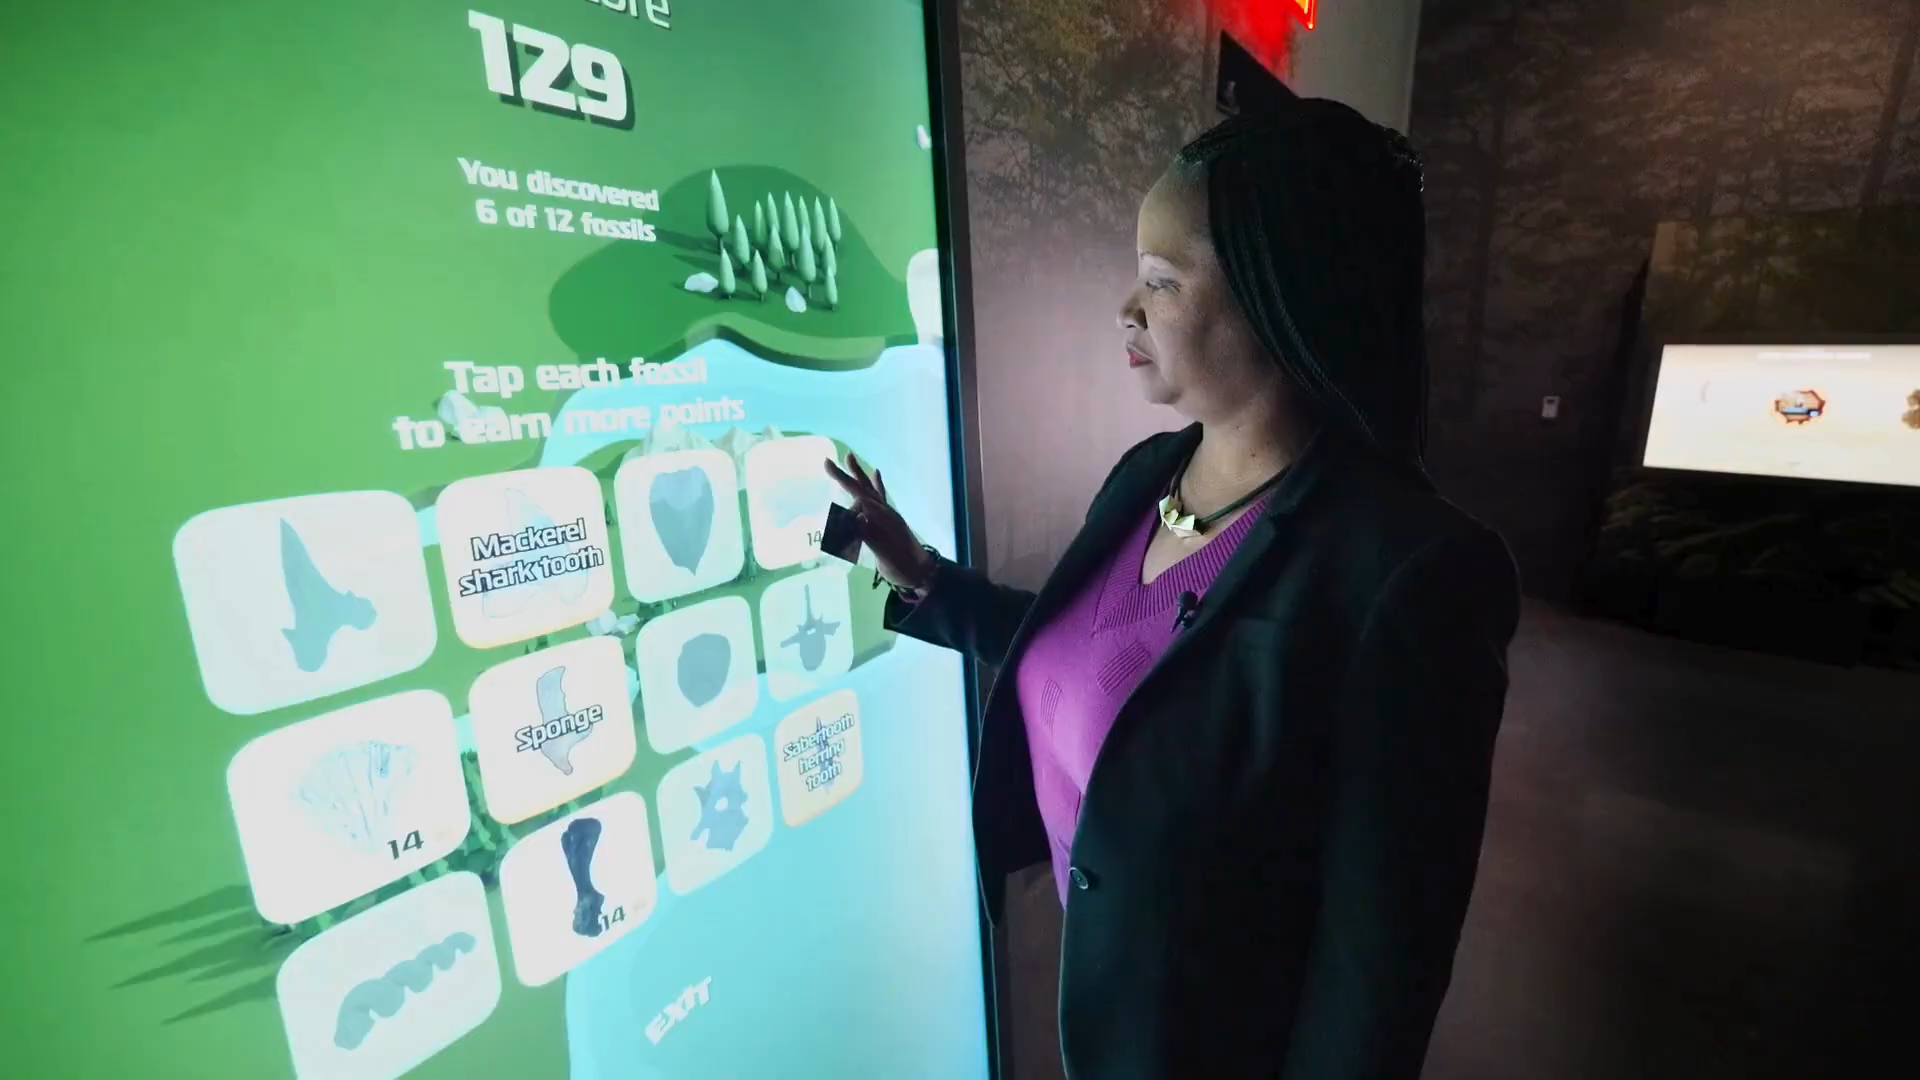 129
You discovered
6 of 12 fossils
Tap each fossil
to earn more points
Mackerel
shark tooth
14
Sponge
Sabertooth
herring
tooth
14
14
EXIT